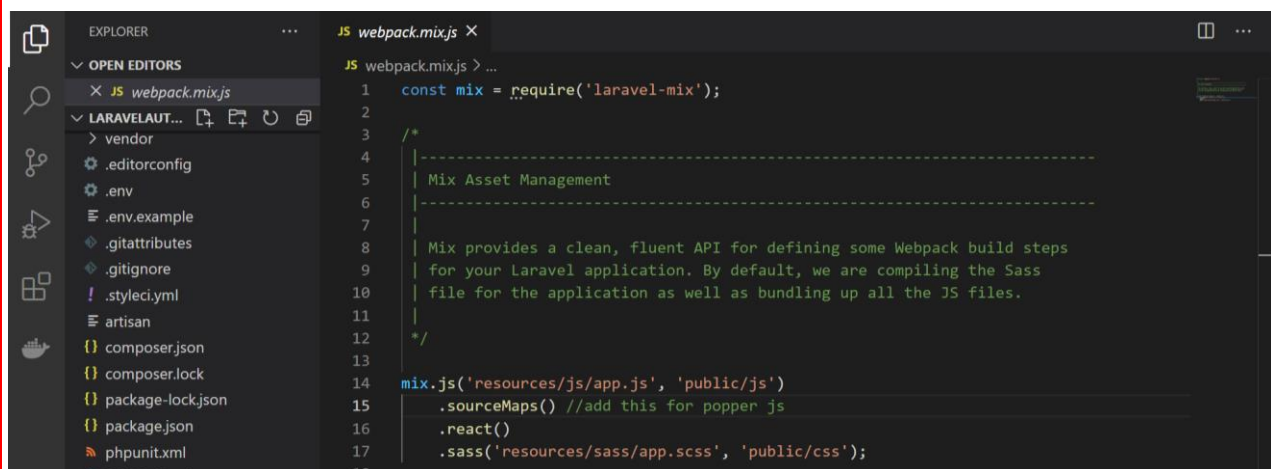 EXPLORER
OPEN EDITORS
JS webpack.mix.js
LARAVELAUT...
vendor
.editorconfig
.env
.env.example
.gitattributes
.gitignore
.styleci.yml
artisan
{} composer.json
{} composer.lock
{} package-lock.json
{} package.json
phpunit.xml
JS webpack.mix.js
JS webpack.mix.js > ...
1 const mix = require('laravel-mix');
2
3 /*
4 |--------------------------------------------------------------------------
5 | Mix Asset Management
6 |--------------------------------------------------------------------------
7 |
8 | Mix provides a clean, fluent API for defining some Webpack build steps
9 | for your Laravel application. By default, we are compiling the Sass
10 | file for the application as well as bundling up all the JS files.
11 |
12 */
13
14 mix.js('resources/js/app.js', 'public/js')
15 .sourceMaps() //add this for popper js
16 .react()
17 .sass('resources/sass/app.scss', 'public/css');